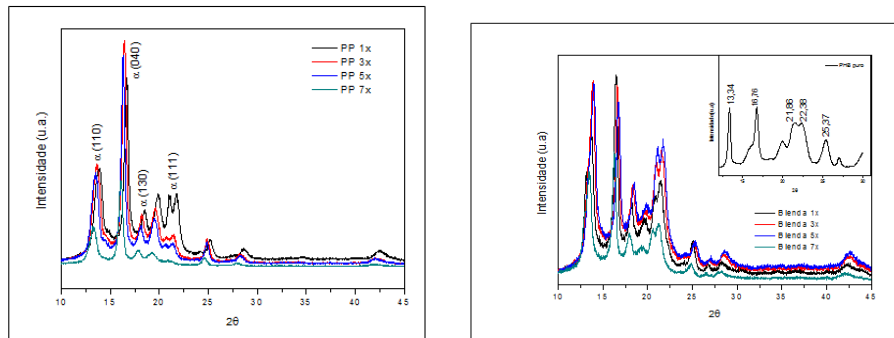 Intensidade (u.a.)
α (110)
α (040)
α (130)
α (111)
PP 1x
PP 3x
PP 5x
PP 7x
10 15 20 25 30 35 40 45
2θ
Intensidade (u.a)
PHB puro
Intensidade(u.a)
13,34
16,76
21,86
22,38
25,37
2θ
Blenda 1x
Blenda 3x
Blenda 5x
Blenda 7x
10 15 20 25 30 35 40 45
2θ